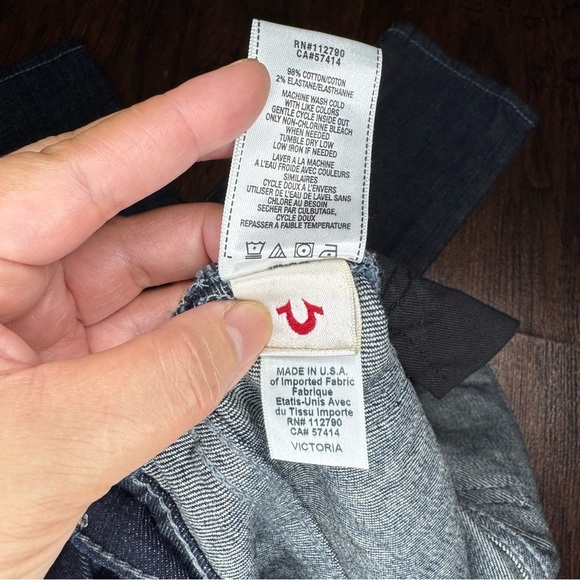 RN#112790
CA#57414
98% COTTON/COTON
2% ELASTANE/ELASTHANNE
MACHINE WASH COLD
WITH LIKE COLORS
GENTLE CYCLE INSIDE OUT
ONLY NON-CHLORINE BLEACH
WHEN NEEDED
TUMBLE DRY LOW
LOW IRON IF NEEDED
LAVER A LA MACHINE
A L'EAU FROIDE AVEC COULEURS
SIMILAIRES
CYCLE DOUX A L'ENVERS
UTILISER DE L'EAU DE LAVEL SANS
CHLORE AU BESOIN
SECHER PAR CULBUTAGE,
CYCLE DOUX
REPASSER A FAIBLE TEMPERATURE
MADE IN U.S.A.
of Imported Fabric
Fabrique
Etats-Unis Avec
du Tissu Importe
RN# 112790
CA# 57414
VICTORIA